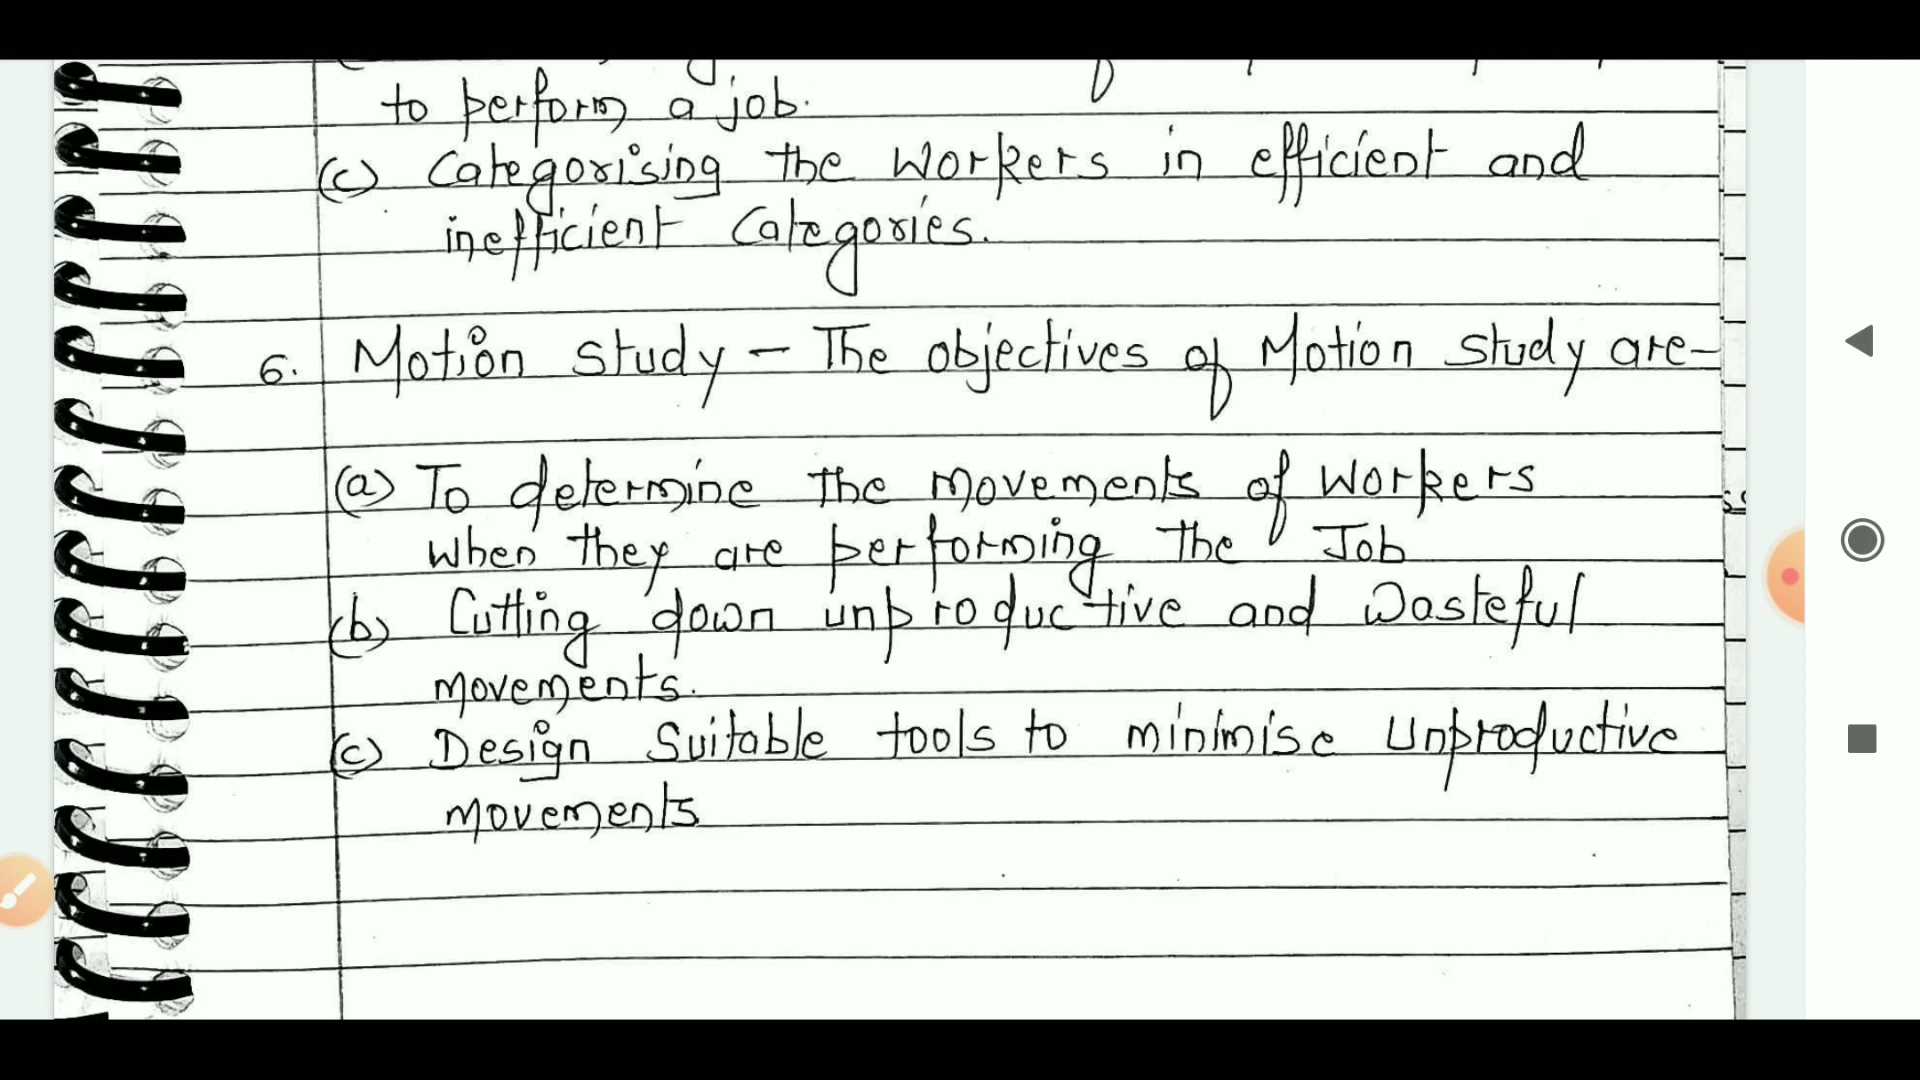 to perform a job.
(c) Categorising the workers in efficient and
inefficient Categories.
6. Motion study - The objectives of Motion study are-
(a) To determine the movements of workers
when they are performing the Job
(b) Cutting down unproductive and wasteful
movements.
(c) Design Suitable tools to minimise Unproductive
movements